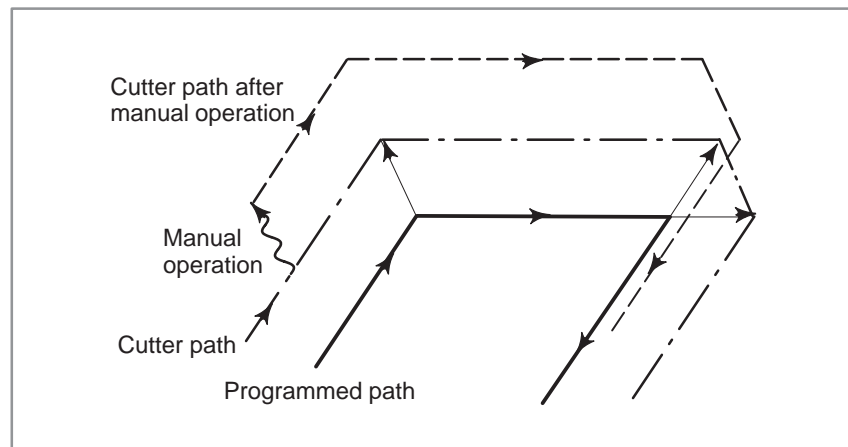 Cutter path after
manual operation
Manual
operation
Cutter path
Programmed path